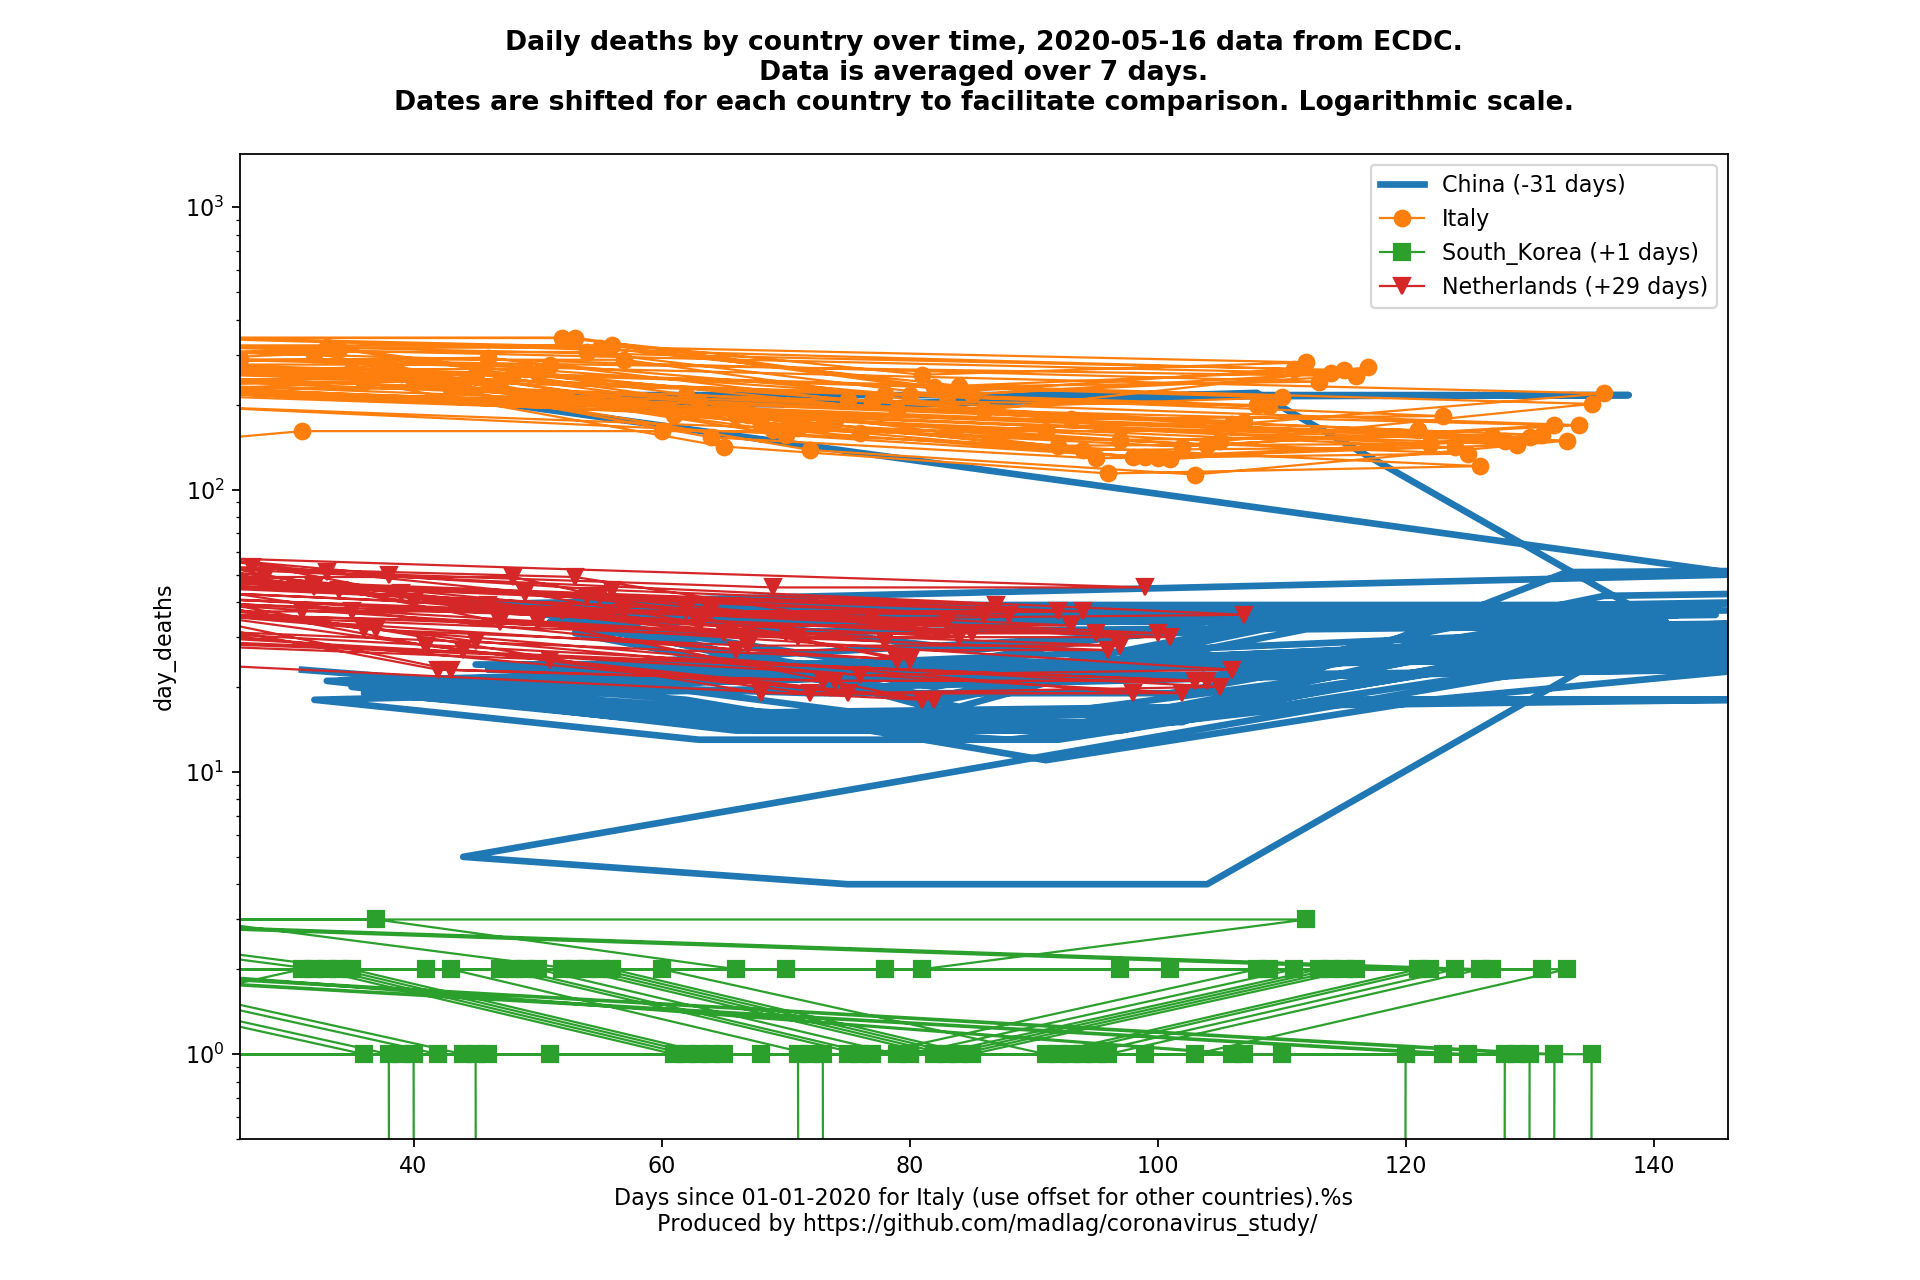 Daily deaths by country over time, 2020-05-16 data from ECDC.
Data is averaged over 7 days.
Dates are shifted for each country to facilitate comparison. Logarithmic scale.
China (-31 days)
Italy
South_Korea (+1 days)
Netherlands (+29 days)
10³
10²
10¹
10⁰
day_deaths
40 60 80 100 120 140
Days since 01-01-2020 for Italy (use offset for other countries).%s
Produced by https://github.com/madlag/coronavirus_study/